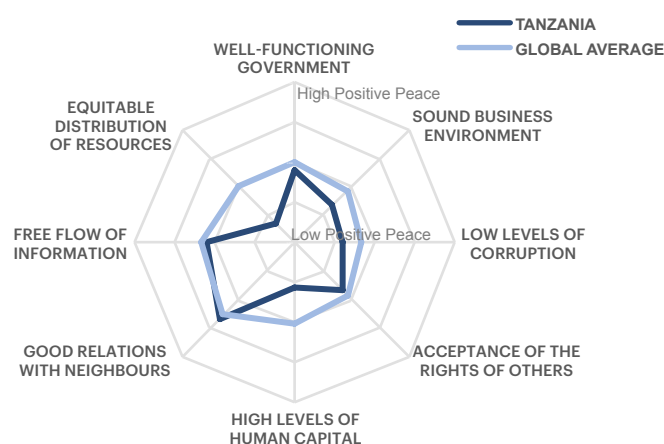 TANZANIA
GLOBAL AVERAGE
WELL-FUNCTIONING
GOVERNMENT
High Positive Peace
EQUITABLE
DISTRIBUTION
OF RESOURCES
SOUND BUSINESS
ENVIRONMENT
FREE FLOW OF
INFORMATION
Low Positive Peace
LOW LEVELS OF
CORRUPTION
GOOD RELATIONS
WITH NEIGHBOURS
ACCEPTANCE OF THE
RIGHTS OF OTHERS
HIGH LEVELS OF
HUMAN CAPITAL